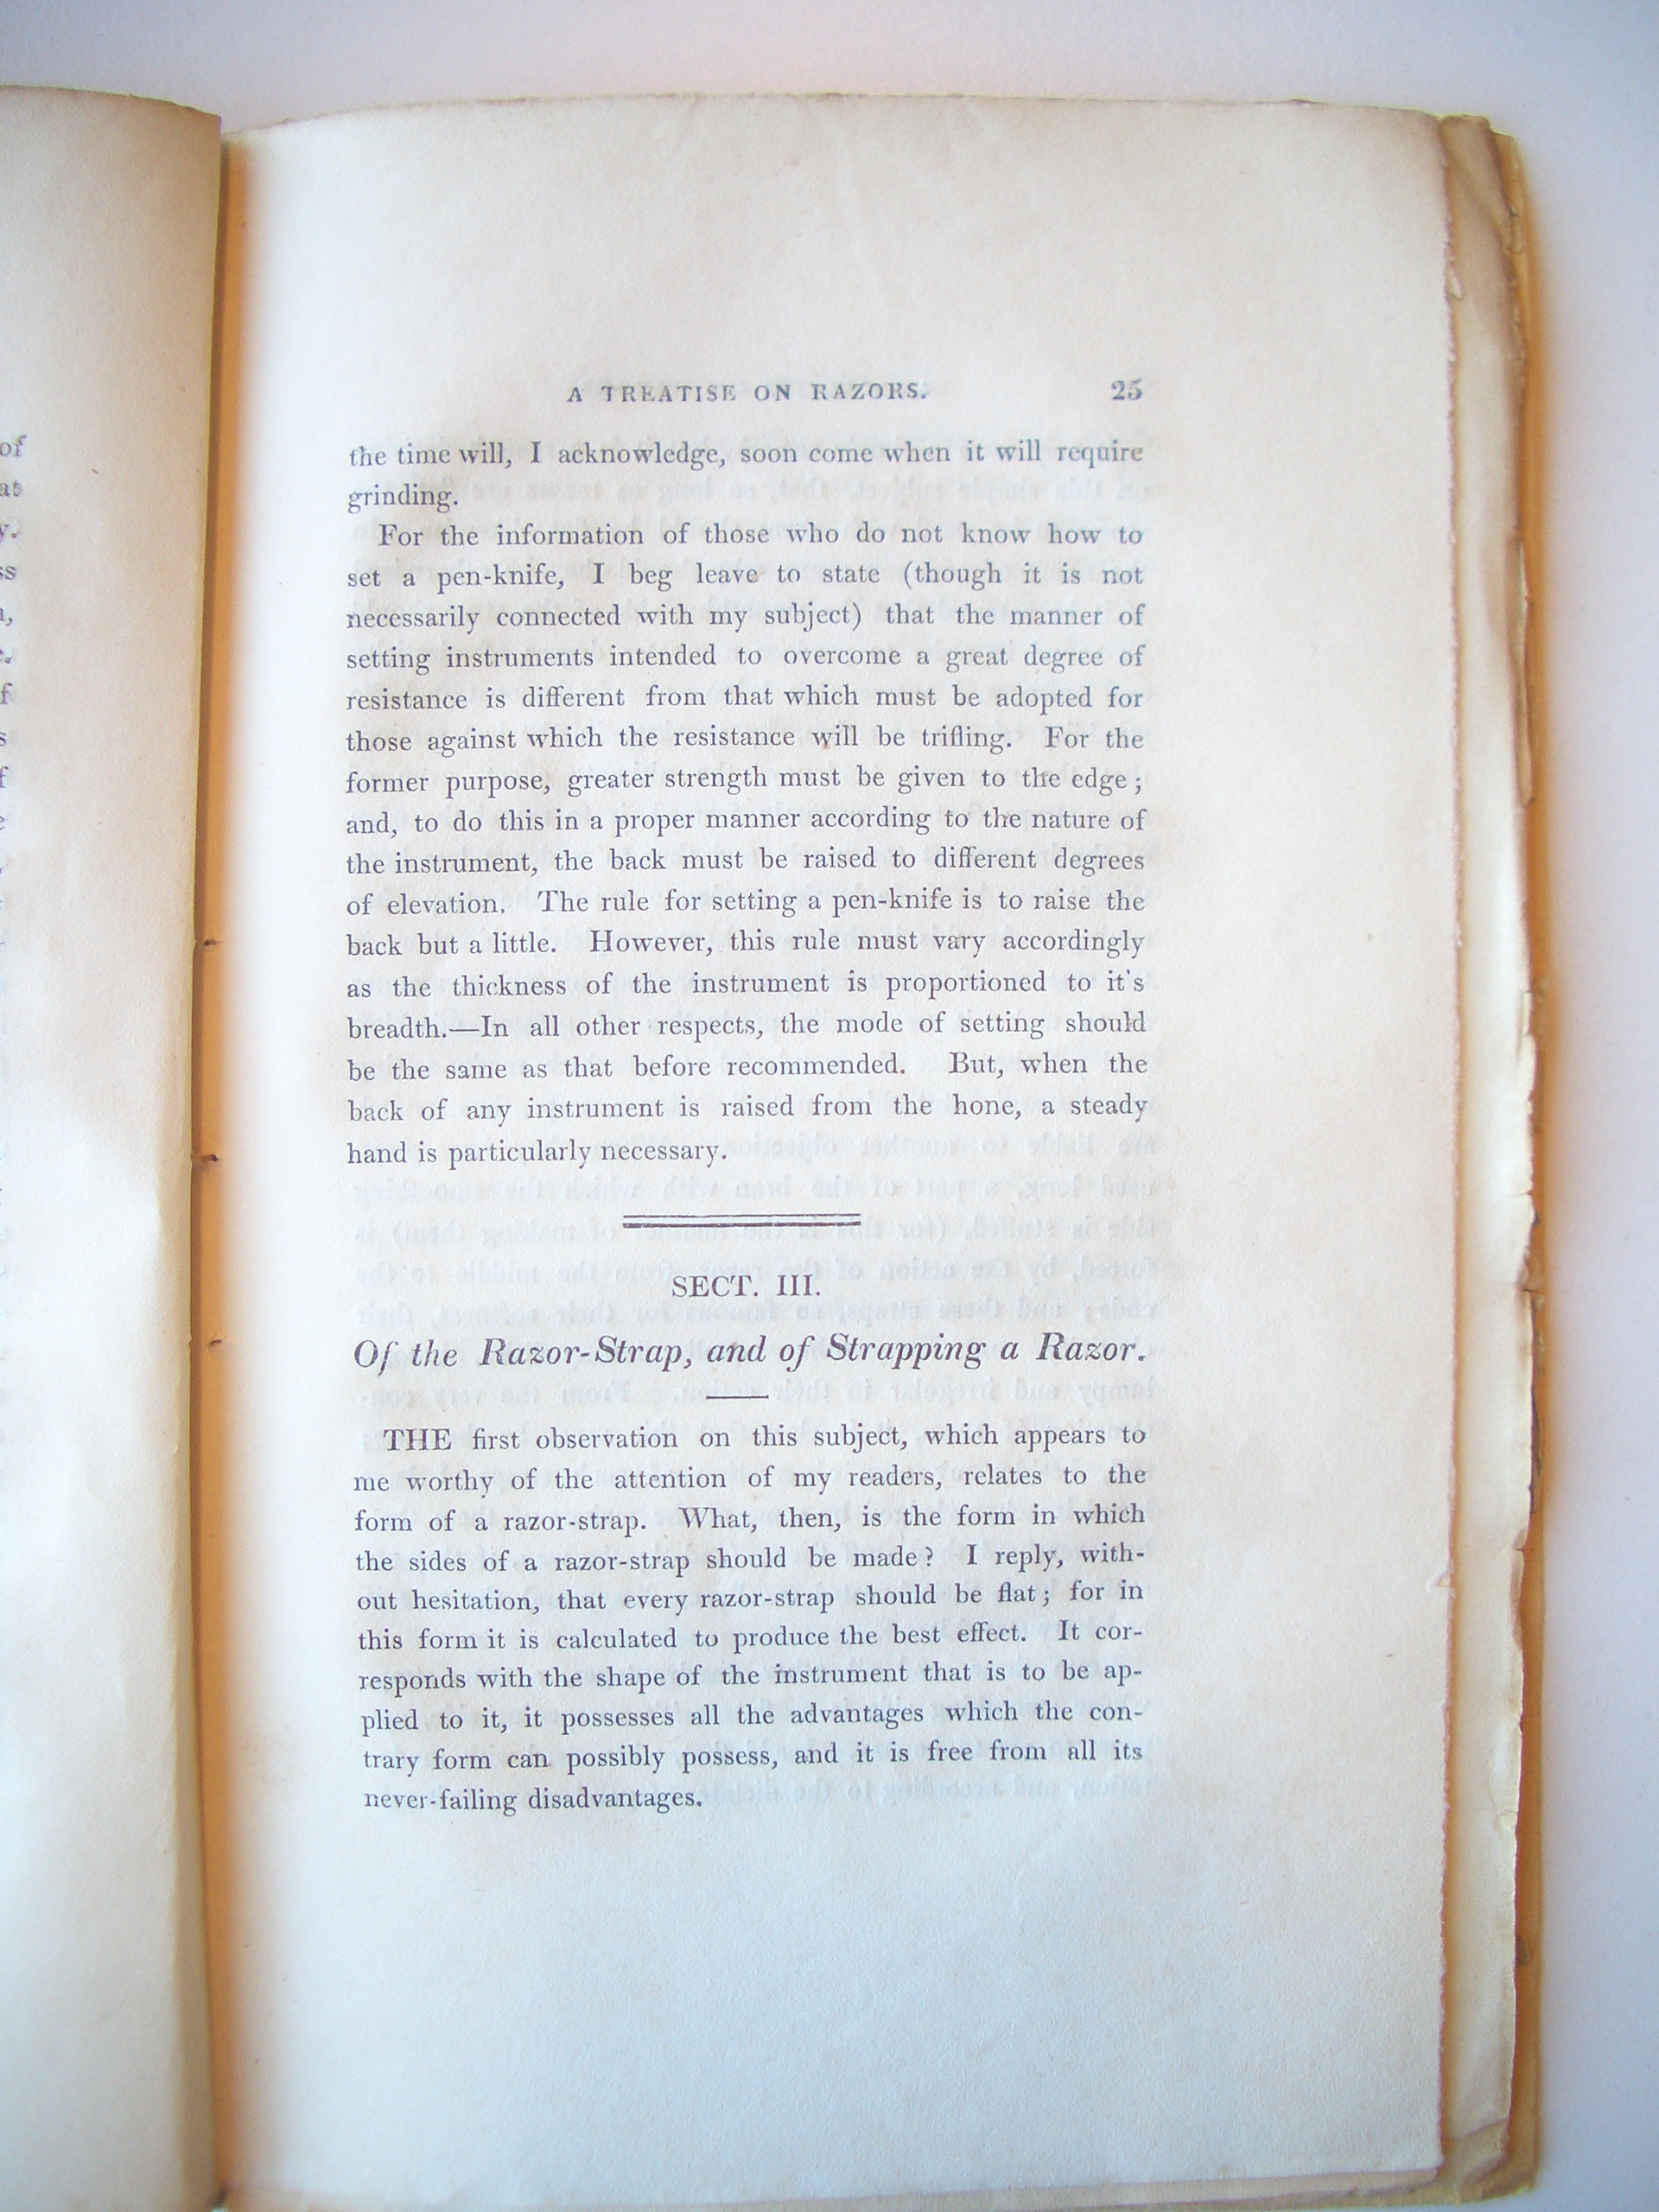 A TREATISE ON RAZORS. 25
the time will, I acknowledge, soon come when it will require
grinding.
For the information of those who do not know how to
set a pen-knife, I beg leave to state (though it is not
necessarily connected with my subject) that the manner of
setting instruments intended to overcome a great degree of
resistance is different from that which must be adopted for
those against which the resistance will be trifling. For the
former purpose, greater strength must be given to the edge;
and, to do this in a proper manner according to the nature of
the instrument, the back must be raised to different degrees
of elevation. The rule for setting a pen-knife is to raise the
back but a little. However, this rule must vary accordingly
as the thickness of the instrument is proportioned to it's
breadth.—In all other respects, the mode of setting should
be the same as that before recommended. But, when the
back of any instrument is raised from the hone, a steady
hand is particularly necessary.
SECT. III.
Of the Razor-Strap, and of Strapping a Razor.
THE first observation on this subject, which appears to
me worthy of the attention of my readers, relates to the
form of a razor-strap. What, then, is the form in which
the sides of a razor-strap should be made? I reply, with-
out hesitation, that every razor-strap should be flat; for in
this form it is calculated to produce the best effect. It cor-
responds with the shape of the instrument that is to be ap-
plied to it, it possesses all the advantages which the con-
trary form can possibly possess, and it is free from all its
never-failing disadvantages.